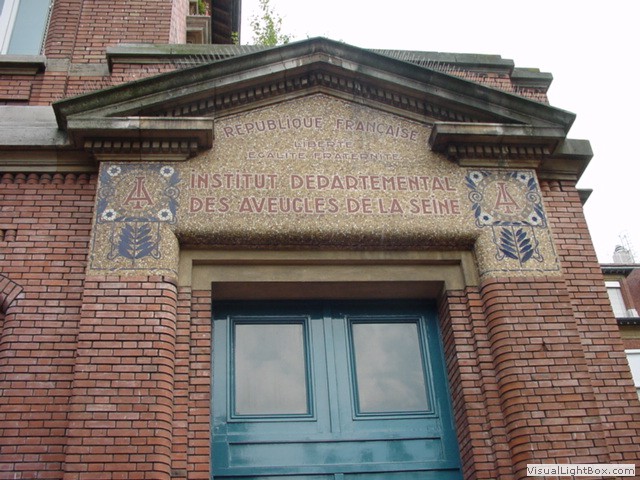 RÉPUBLIQUE FRANÇAISE
LIBERTÉ
ÉGALITÉ FRATERNITÉ
INSTITUT DÉPARTEMENTAL
DES AVEUGLES DE LA SEINE
VisualLightBox.com